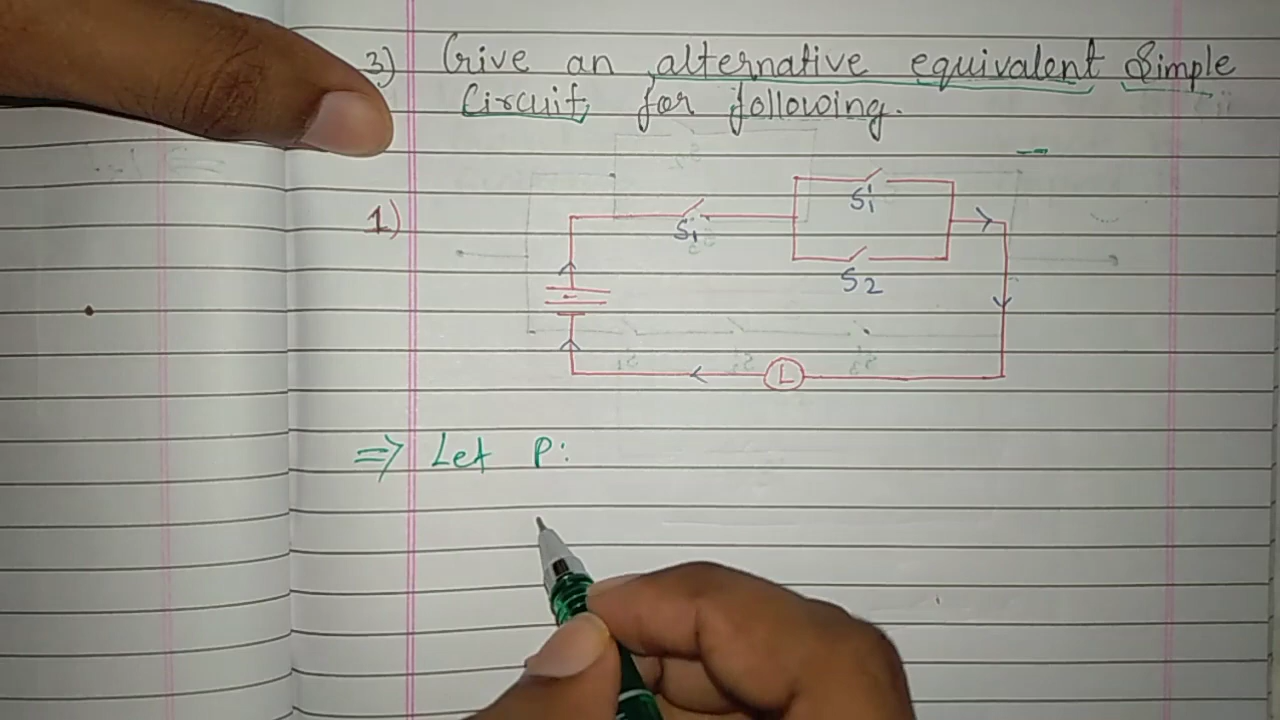 3) Give an alternative equivalent Simple
Circuit, for following.
1)
S₁'
S₁
S₂
L
⇒ Let P: